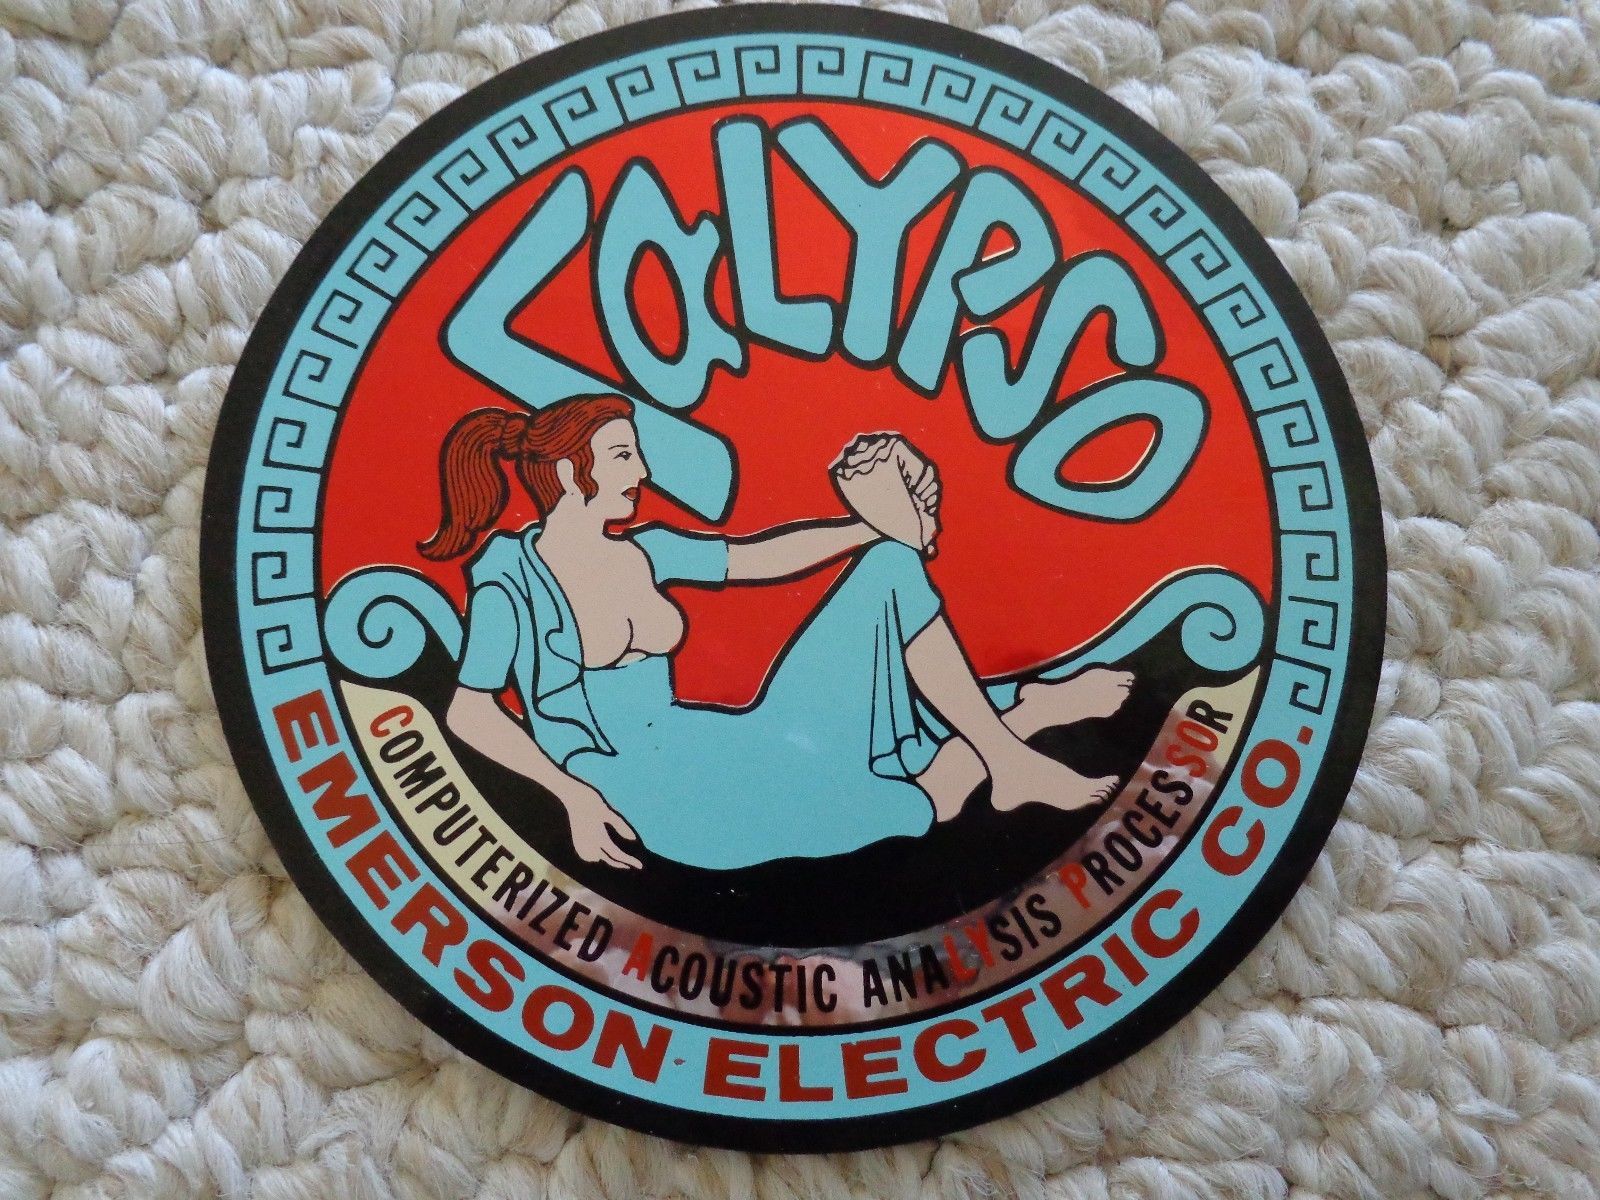 CALYPSO
COMPUTERIZED ACOUSTIC ANALYSIS PROCESSOR
EMERSON ELECTRIC CO.